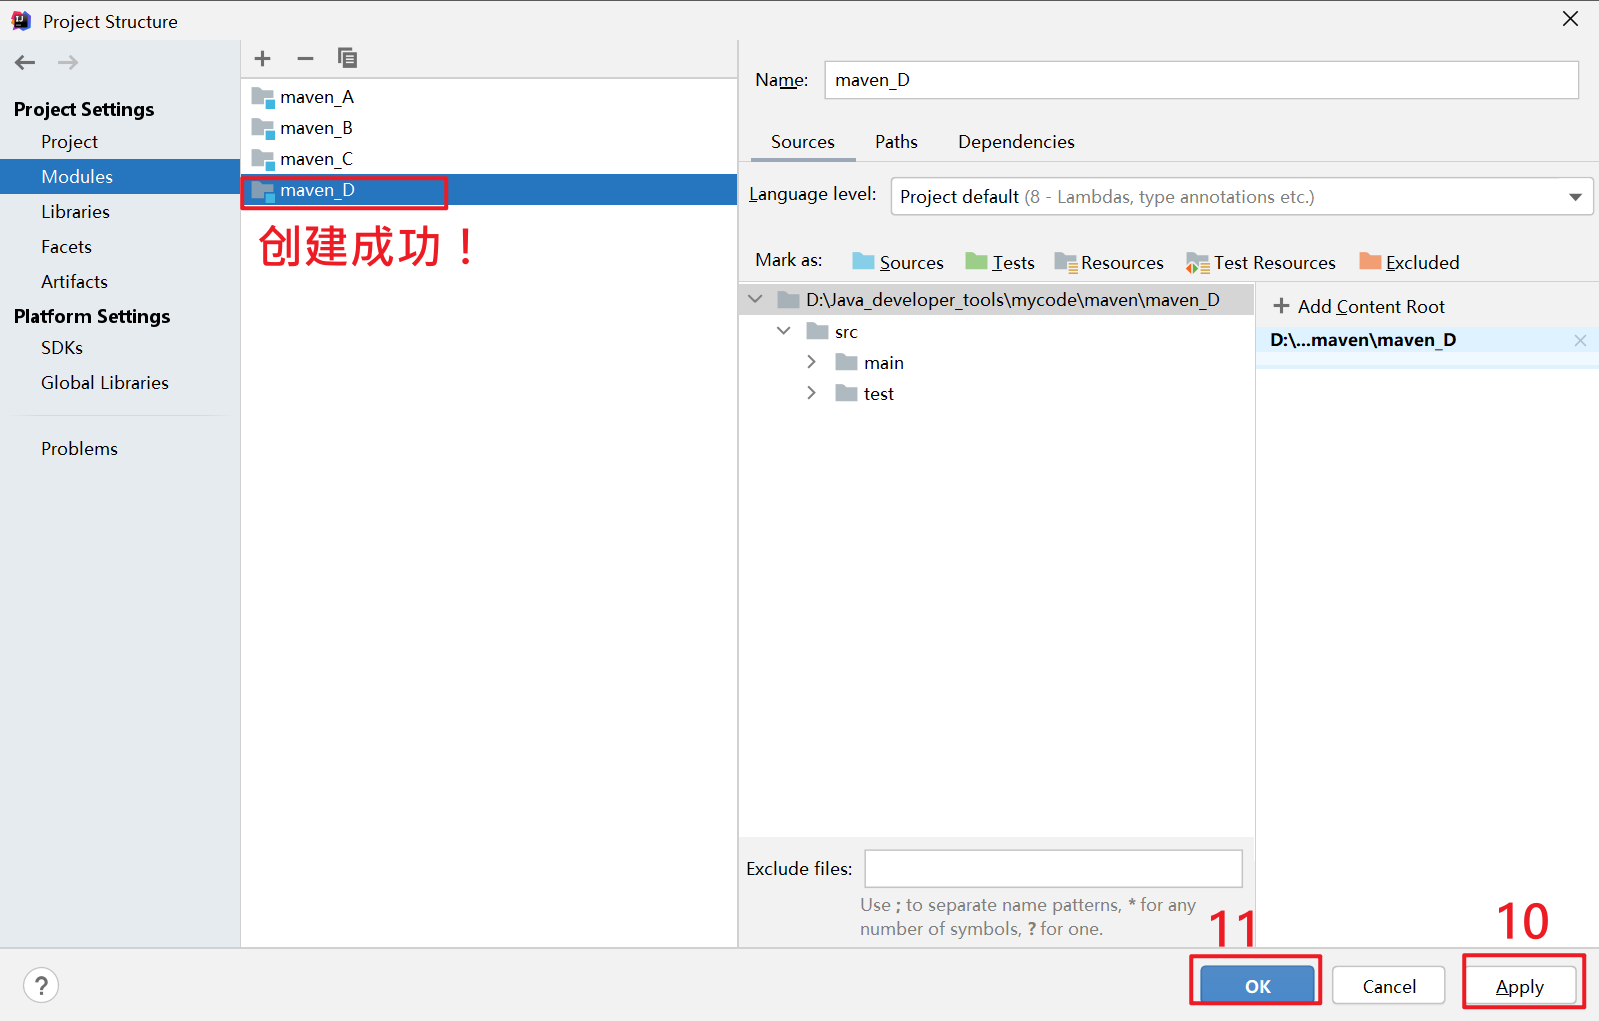 Project Structure
Project Settings
Project
Modules
Libraries
Facets
Artifacts
Platform Settings
SDKs
Global Libraries
Problems
maven_A
maven_B
maven_C
maven_D
创建成功！
Name: maven_D
Sources Paths Dependencies
Language level: Project default (8 - Lambdas, type annotations etc.)
Mark as: Sources Tests Resources Test Resources Excluded
D:\Java_developer_tools\mycode\maven\maven_D
src
main
test
+ Add Content Root
D:\...maven\maven_D
Exclude files:
Use ; to separate name patterns, * for any
number of symbols, ? for one.
11
10
? OK Cancel Apply